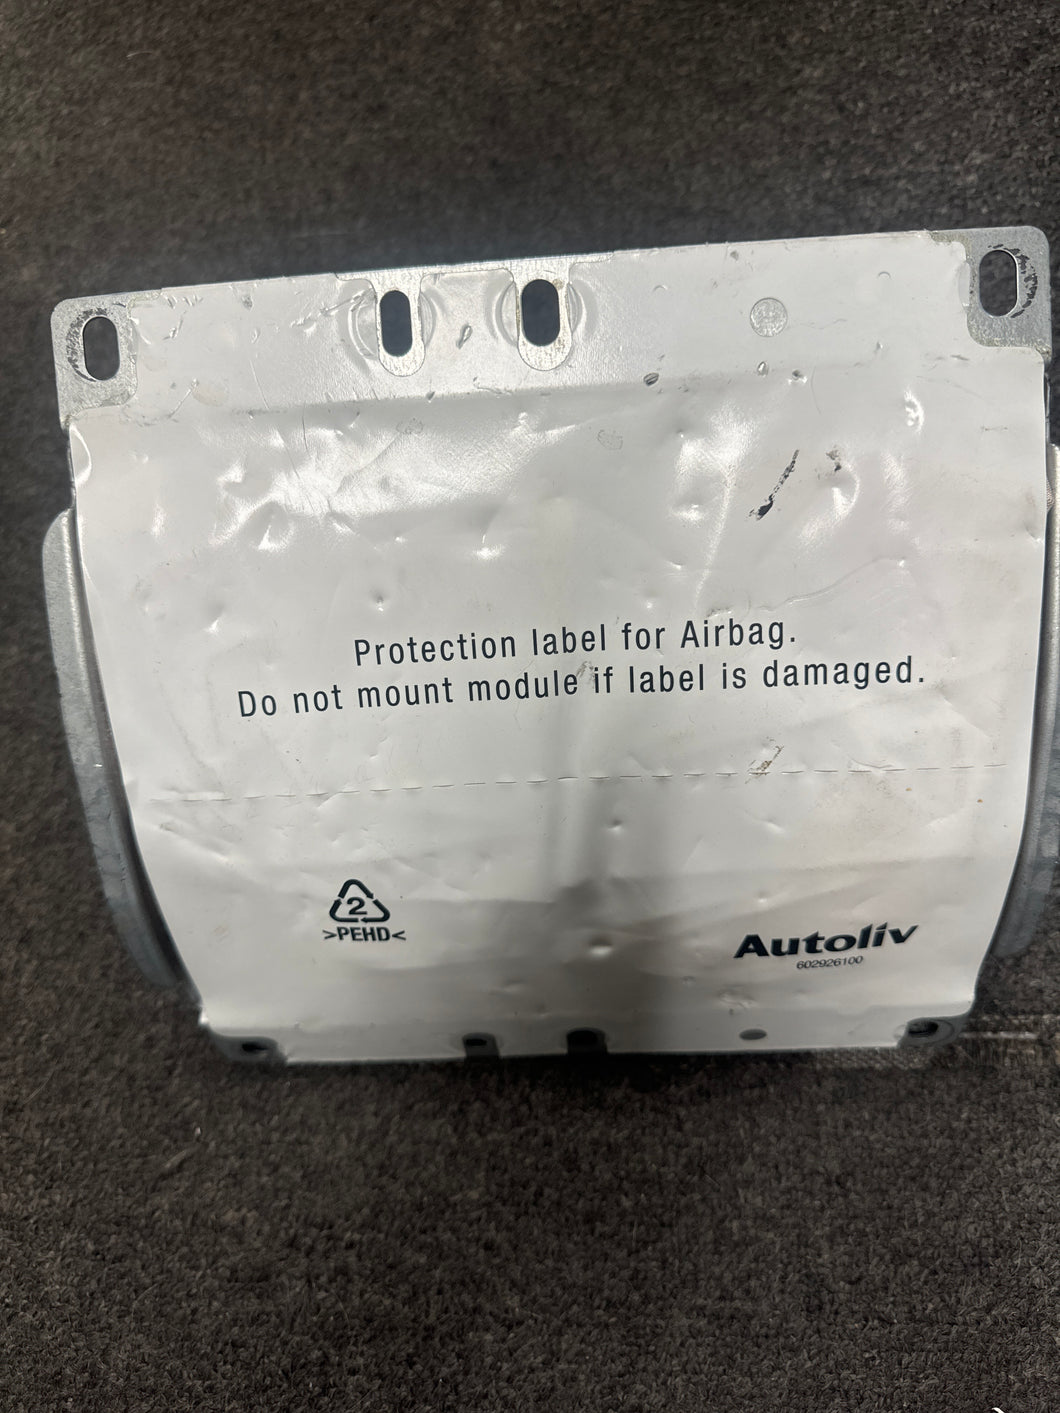 Protection label for Airbag.
Do not mount module if label is damaged.
2
>PEHD<
Autoliv
602926100